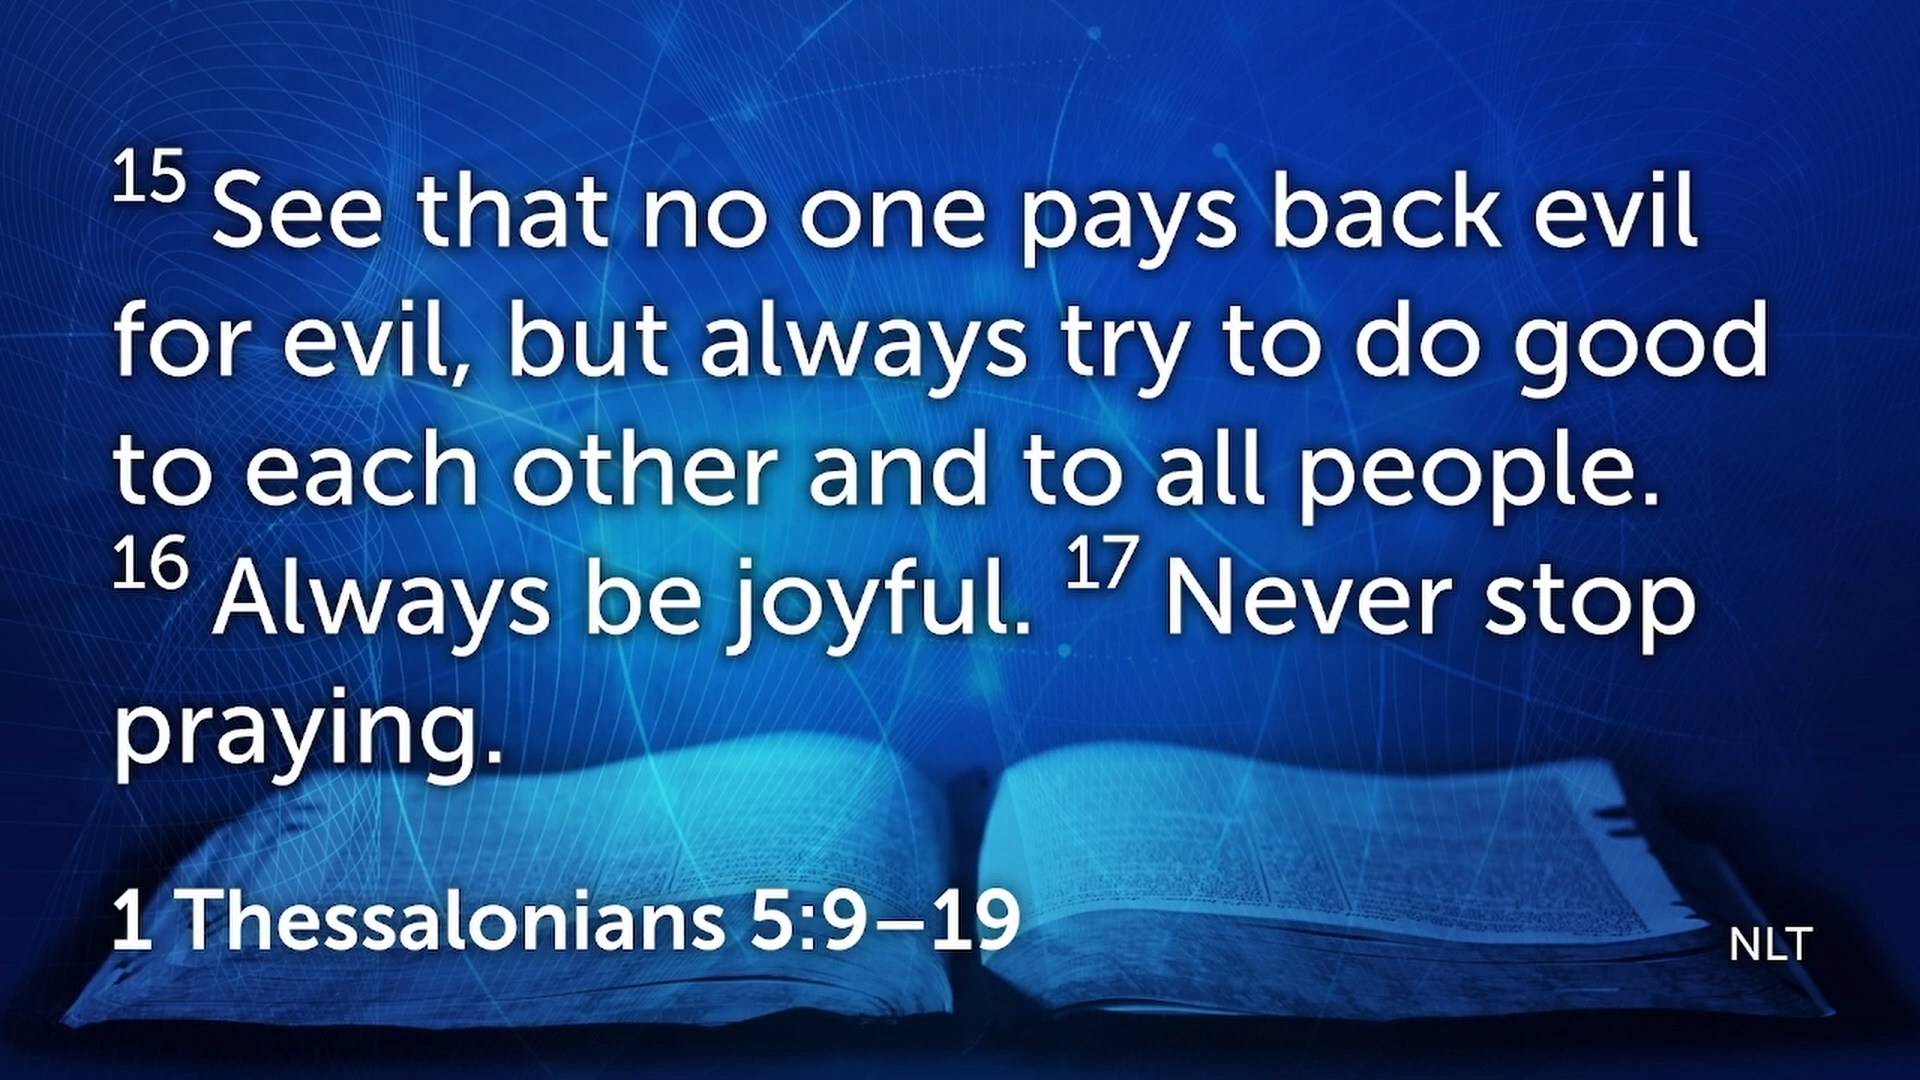 15 See that no one pays back evil
for evil, but always try to do good
to each other and to all people.
16 Always be joyful. 17 Never stop
praying.
1 Thessalonians 5:9–19
NLT